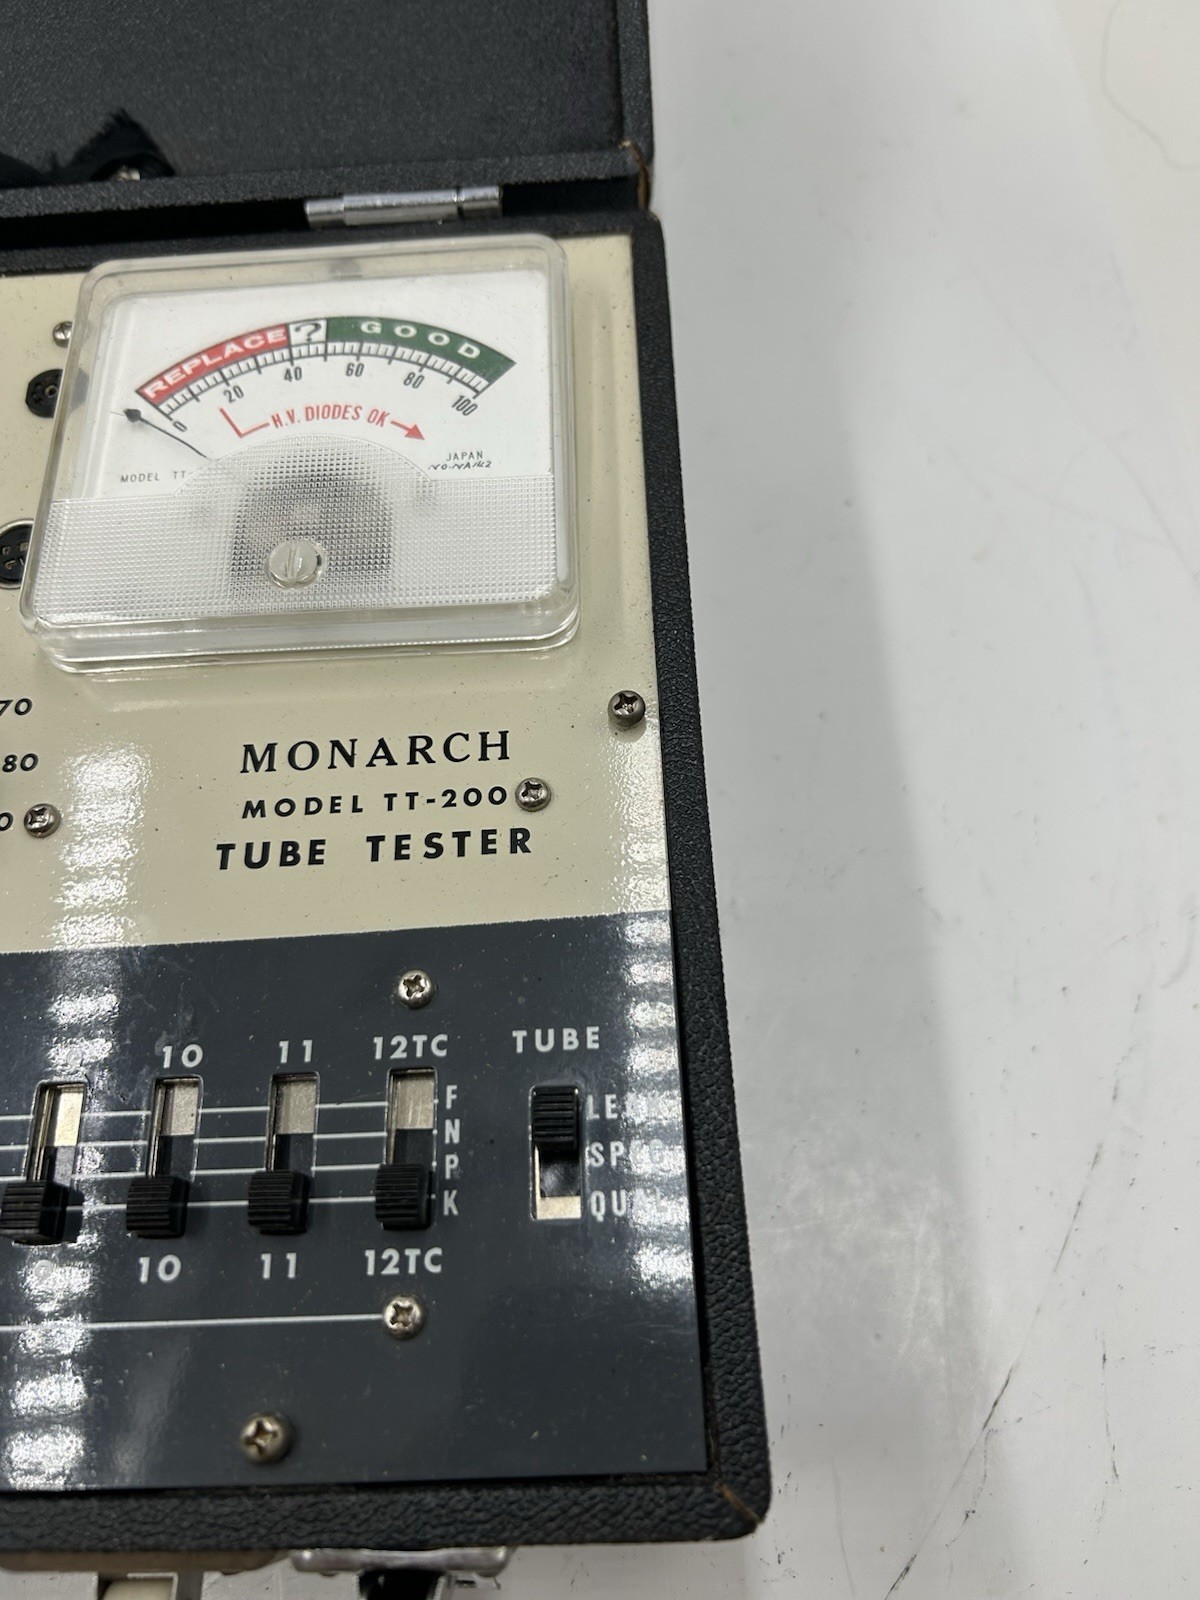 REPLACE ? GOOD
0 20 40 60 80 100
H.V. DIODES OK
JAPAN
MODEL TT-
70
80
0
MONARCH
MODEL TT-200
TUBE TESTER
10 11 12TC TUBE
F
N
P
K
10 11 12TC